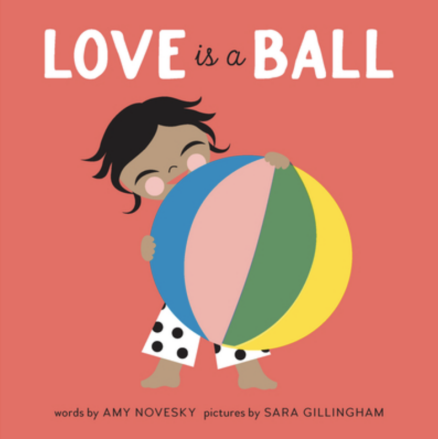 LOVE is a BALL
words by AMY NOVESKY pictures by SARA GILLINGHAM